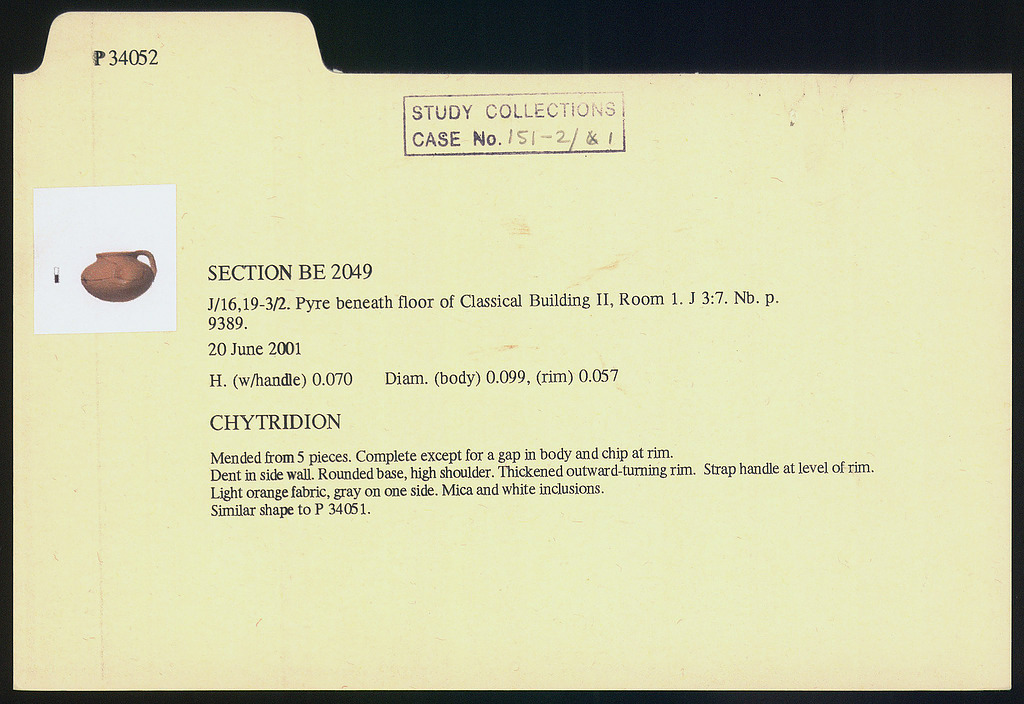 P 34052
STUDY COLLECTIONS
CASE No. 151-2/ & 1
SECTION BE 2049
J/16,19-3/2. Pyre beneath floor of Classical Building II, Room 1. J 3:7. Nb. p.
9389.
20 June 2001
H. (w/handle) 0.070 Diam. (body) 0.099, (rim) 0.057
CHYTRIDION
Mended from 5 pieces. Complete except for a gap in body and chip at rim.
Dent in side wall. Rounded base, high shoulder. Thickened outward-turning rim. Strap handle at level of rim.
Light orange fabric, gray on one side. Mica and white inclusions.
Similar shape to P 34051.